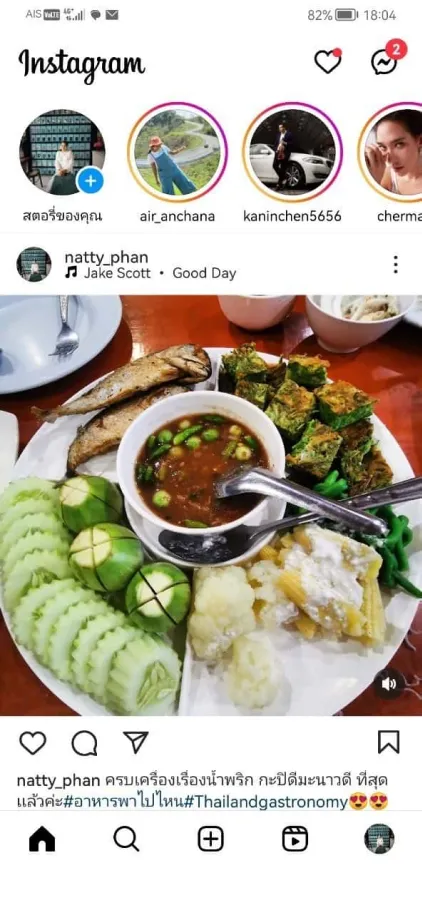 AIS VoLTE 4G+ 82% 18:04
Instagram
2
สตอรี่ของคุณ air_anchana kaninchen5656 cherma
natty_phan
Jake Scott • Good Day
natty_phan ครบเครื่องเรื่องน้ำพริก กะปิดีมะนาวดี ที่สุด
แล้วค่ะ#อาหารพาไปไหน#Thailandgastronomy😍😍